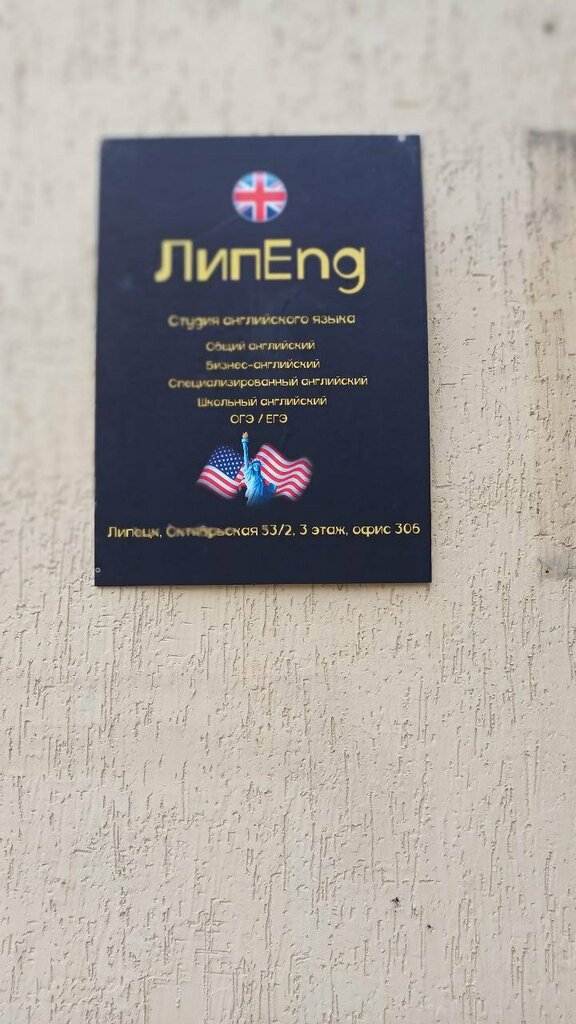 ЛипEng
Студия английского языка
Общий английский
Бизнес-английский
Специализированный английский
Школьный английский
ОГЭ / ЕГЭ
Липецк, Октябрьская 53/2, 3 этаж, офис 306